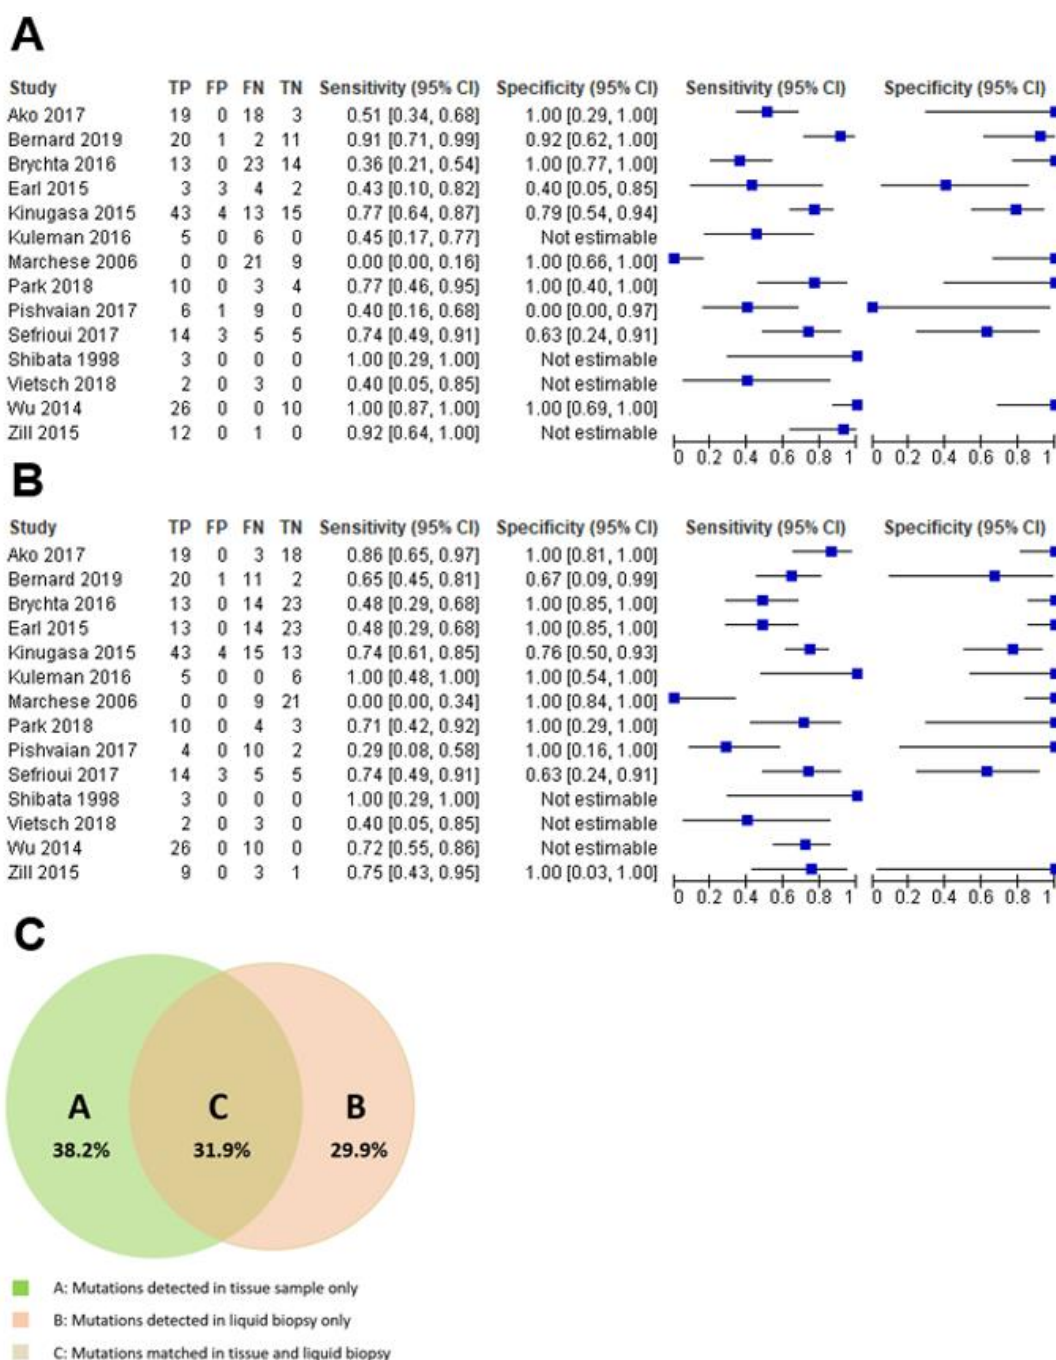 A
Study TP FP FN TN Sensitivity (95% CI) Specificity (95% CI) Sensitivity (95% CI) Specificity (95% CI)
Ako 2017 19 0 18 3 0.51 [0.34, 0.68] 1.00 [0.29, 1.00]
Bernard 2019 20 1 2 11 0.91 [0.71, 0.99] 0.92 [0.62, 1.00]
Brychta 2016 13 0 23 14 0.36 [0.21, 0.54] 1.00 [0.77, 1.00]
Earl 2015 3 3 4 2 0.43 [0.10, 0.82] 0.40 [0.05, 0.85]
Kinugasa 2015 43 4 13 15 0.77 [0.64, 0.87] 0.79 [0.54, 0.94]
Kuleman 2016 5 0 6 0 0.45 [0.17, 0.77] Not estimable
Marchese 2006 0 0 21 9 0.00 [0.00, 0.16] 1.00 [0.66, 1.00]
Park 2018 10 0 3 4 0.77 [0.46, 0.95] 1.00 [0.40, 1.00]
Pishvaian 2017 6 1 9 0 0.40 [0.16, 0.68] 0.00 [0.00, 0.97]
Sefrioui 2017 14 3 5 5 0.74 [0.49, 0.91] 0.63 [0.24, 0.91]
Shibata 1998 3 0 0 0 1.00 [0.29, 1.00] Not estimable
Vietsch 2018 2 0 3 0 0.40 [0.05, 0.85] Not estimable
Wu 2014 26 0 0 10 1.00 [0.87, 1.00] 1.00 [0.69, 1.00]
Zill 2015 12 0 1 0 0.92 [0.64, 1.00] Not estimable
0 0.2 0.4 0.6 0.8 1 0 0.2 0.4 0.6 0.8 1
B
Study TP FP FN TN Sensitivity (95% CI) Specificity (95% CI) Sensitivity (95% CI) Specificity (95% CI)
Ako 2017 19 0 3 18 0.86 [0.65, 0.97] 1.00 [0.81, 1.00]
Bernard 2019 20 1 11 2 0.65 [0.45, 0.81] 0.67 [0.09, 0.99]
Brychta 2016 13 0 14 23 0.48 [0.29, 0.68] 1.00 [0.85, 1.00]
Earl 2015 13 0 14 23 0.48 [0.29, 0.68] 1.00 [0.85, 1.00]
Kinugasa 2015 43 4 15 13 0.74 [0.61, 0.85] 0.76 [0.50, 0.93]
Kuleman 2016 5 0 0 6 1.00 [0.48, 1.00] 1.00 [0.54, 1.00]
Marchese 2006 0 0 9 21 0.00 [0.00, 0.34] 1.00 [0.84, 1.00]
Park 2018 10 0 4 3 0.71 [0.42, 0.92] 1.00 [0.29, 1.00]
Pishvaian 2017 4 0 10 2 0.29 [0.08, 0.58] 1.00 [0.16, 1.00]
Sefrioui 2017 14 3 5 5 0.74 [0.49, 0.91] 0.63 [0.24, 0.91]
Shibata 1998 3 0 0 0 1.00 [0.29, 1.00] Not estimable
Vietsch 2018 2 0 3 0 0.40 [0.05, 0.85] Not estimable
Wu 2014 26 0 10 0 0.72 [0.55, 0.86] Not estimable
Zill 2015 9 0 3 1 0.75 [0.43, 0.95] 1.00 [0.03, 1.00]
0 0.2 0.4 0.6 0.8 1 0 0.2 0.4 0.6 0.8 1
C
A C B
38.2% 31.9% 29.9%
A: Mutations detected in tissue sample only
B: Mutations detected in liquid biopsy only
C: Mutations matched in tissue and liquid biopsy